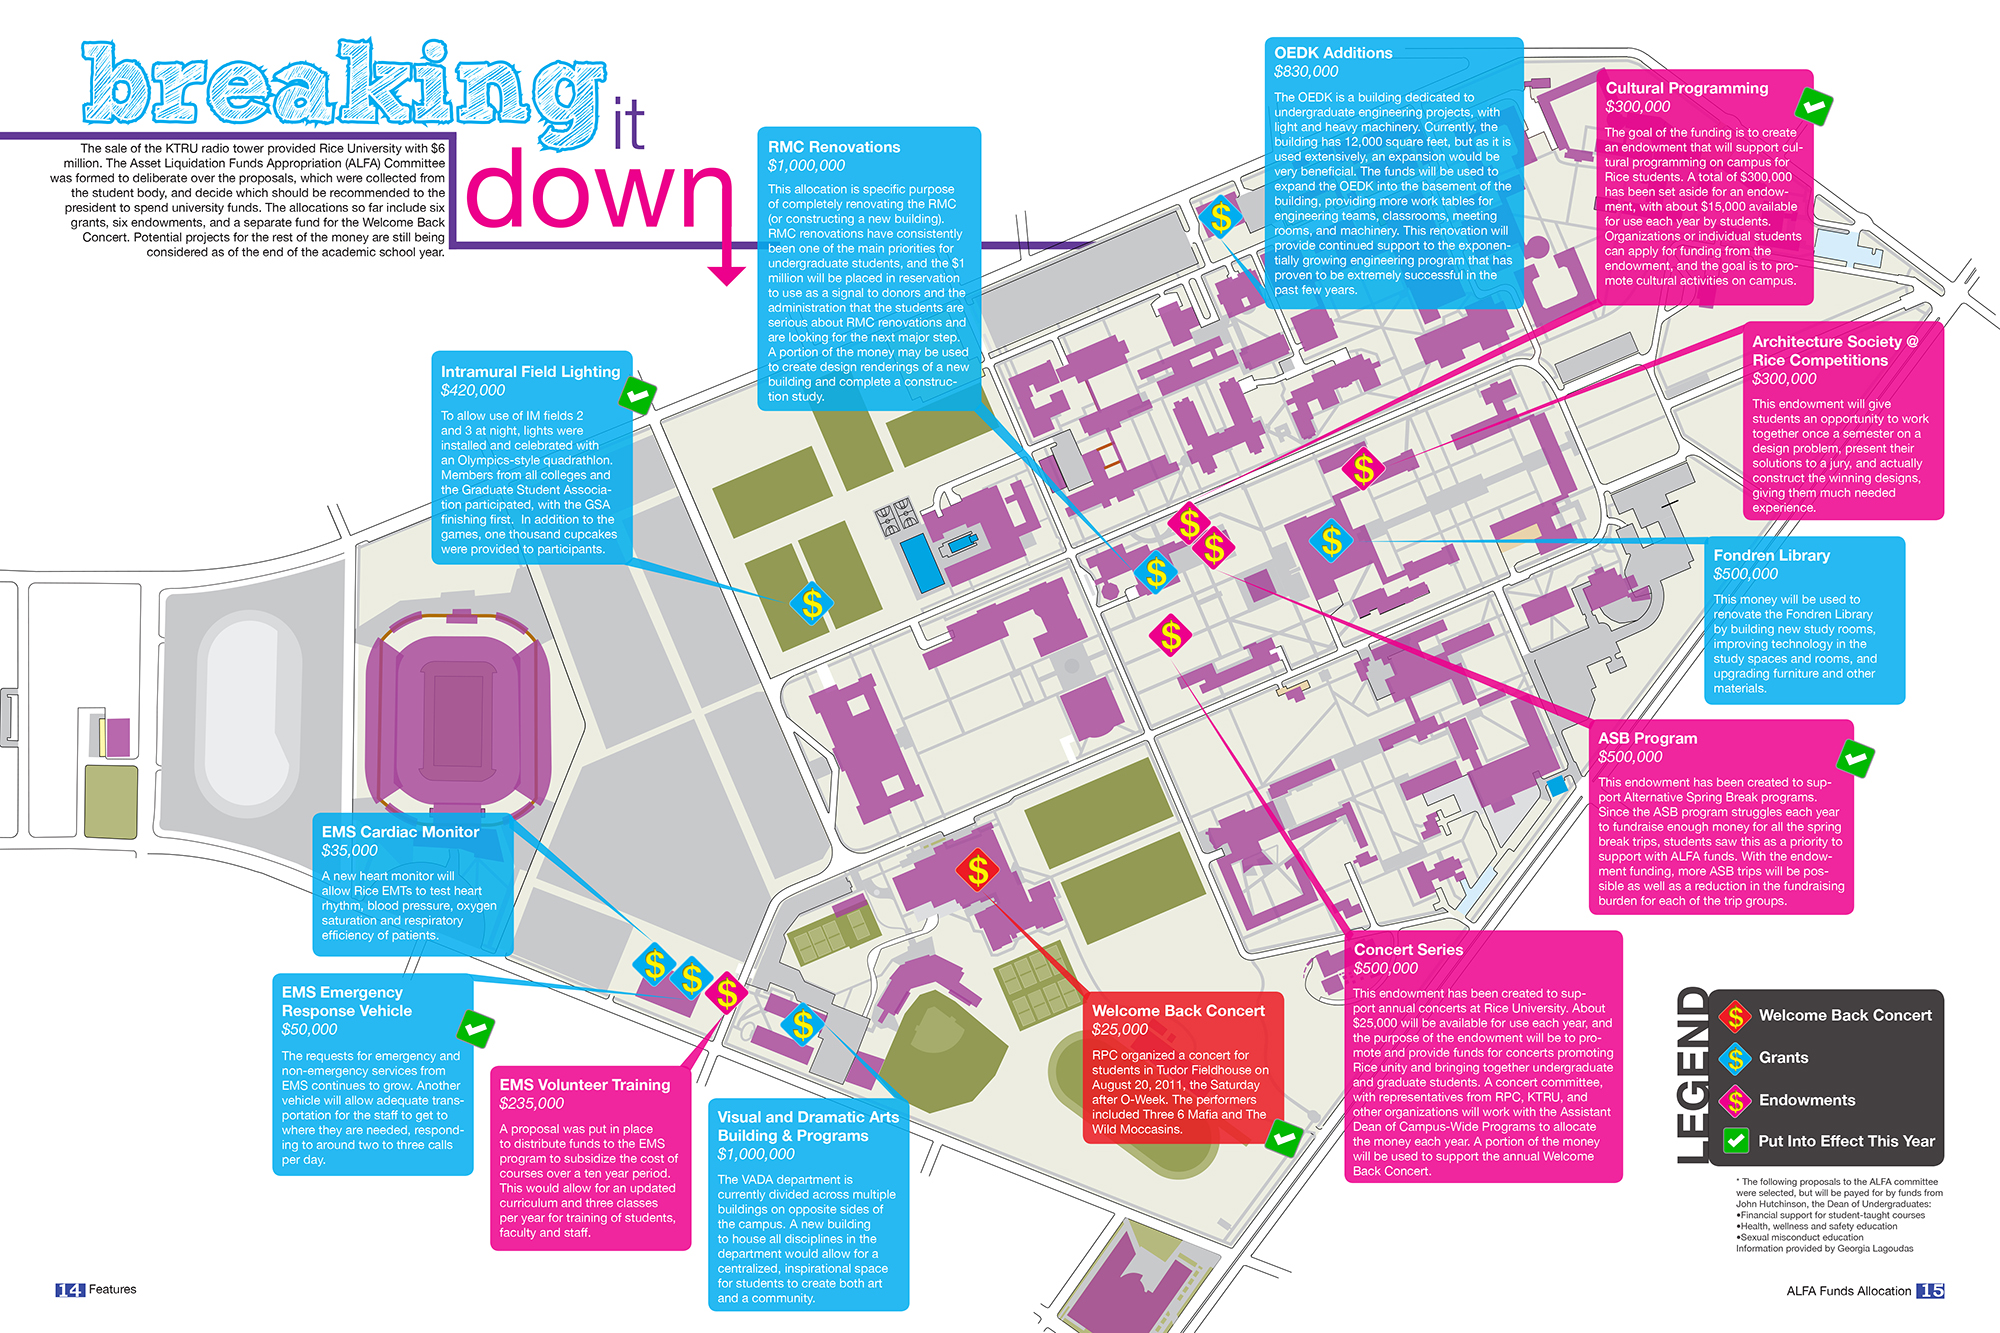 breaking
it
down
The sale of the KTRU radio tower provided Rice University with $6
million. The Asset Liquidation Funds Appropriation (ALFA) Committee
was formed to deliberate over the proposals, which were collected from
the student body, and decide which should be recommended to the
president to spend university funds. The allocations so far include six
grants, six endowments, and a separate fund for the Welcome Back
Concert. Potential projects for the rest of the money are still being
considered as of the end of the academic school year.
Intramural Field Lighting
$420,000
To allow use of IM fields 2
and 3 at night, lights were
installed and celebrated with
an Olympics-style quadrathlon.
Members from all colleges and
the Graduate Student Associa-
tion participated, with the GSA
finishing first. In addition to the
games, one thousand cupcakes
were provided to participants.
RMC Renovations
$1,000,000
This allocation is specific purpose
of completely renovating the RMC
(or constructing a new building).
RMC renovations have consistently
been one of the main priorities for
undergraduate students, and the $1
million will be placed in reservation
to use as a signal to donors and the
administration that the students are
serious about RMC renovations and
are looking for the next major step.
A portion of the money may be used
to create design renderings of a new
building and complete a construc-
tion study.
OEDK Additions
$830,000
The OEDK is a building dedicated to
undergraduate engineering projects, with
light and heavy machinery. Currently, the
building has 12,000 square feet, but as it is
used extensively, an expansion would be
very beneficial. The funds will be used to
expand the OEDK into the basement of the
building, providing more work tables for
engineering teams, classrooms, meeting
rooms, and machinery. This renovation will
provide continued support to the exponen-
tially growing engineering program that has
proven to be extremely successful in the
past few years.
Cultural Programming
$300,000
The goal of the funding is to create
an endowment that will support cul-
tural programming on campus for
Rice students. A total of $300,000
has been set aside for an endow-
ment, with about $15,000 available
for use each year by students.
Organizations or individual students
can apply for funding from the
endowment, and the goal is to pro-
mote cultural activities on campus.
Architecture Society @
Rice Competitions
$300,000
This endowment will give
students an opportunity to work
together once a semester on a
design problem, present their
solutions to a jury, and actually
construct the winning designs,
giving them much needed
experience.
Fondren Library
$500,000
This money will be used to
renovate the Fondren Library
by building new study rooms,
improving technology in the
study spaces and rooms, and
upgrading furniture and other
materials.
ASB Program
$500,000
This endowment has been created to sup-
port Alternative Spring Break programs.
Since the ASB program struggles each year
to fundraise enough money for all the spring
break trips, students saw this as a priority to
support with ALFA funds. With the endow-
ment funding, more ASB trips will be pos-
sible as well as a reduction in the fundraising
burden for each of the trip groups.
EMS Cardiac Monitor
$35,000
A new heart monitor will
allow Rice EMTs to test heart
rhythm, blood pressure, oxygen
saturation and respiratory
efficiency of patients.
EMS Emergency
Response Vehicle
$50,000
The requests for emergency and
non-emergency services from
EMS continues to grow. Another
vehicle will allow adequate trans-
portation for the staff to get to
where they are needed, respond-
ing to around two to three calls
per day.
EMS Volunteer Training
$235,000
A proposal was put in place
to distribute funds to the EMS
program to subsidize the cost of
courses over a ten year period.
This would allow for an updated
curriculum and three classes
per year for training of students,
faculty and staff.
Visual and Dramatic Arts
Building & Programs
$1,000,000
The VADA department is
currently divided across multiple
buildings on opposite sides of
the campus. A new building
to house all disciplines in the
department would allow for a
centralized, inspirational space
for students to create both art
and a community.
Welcome Back Concert
$25,000
RPC organized a concert for
students in Tudor Fieldhouse on
August 20, 2011, the Saturday
after O-Week. The performers
included Three 6 Mafia and The
Wild Moccasins.
Concert Series
$500,000
This endowment has been created to sup-
port annual concerts at Rice University. About
$25,000 will be available for use each year, and
the purpose of the endowment will be to pro-
mote and provide funds for concerts promoting
Rice unity and bringing together undergraduate
and graduate students. A concert committee,
with representatives from RPC, KTRU, and
other organizations will work with the Assistant
Dean of Campus-Wide Programs to allocate
the money each year. A portion of the money
will be used to support the annual Welcome
Back Concert.
LEGEND
$ Welcome Back Concert
$ Grants
$ Endowments
Put Into Effect This Year
* The following proposals to the ALFA committee
were selected, but will be payed for by funds from
John Hutchinson, the Dean of Undergraduates:
•Financial support for student-taught courses
•Health, wellness and safety education
•Sexual misconduct education
Information provided by Georgia Lagoudas
14 Features
ALFA Funds Allocation 15